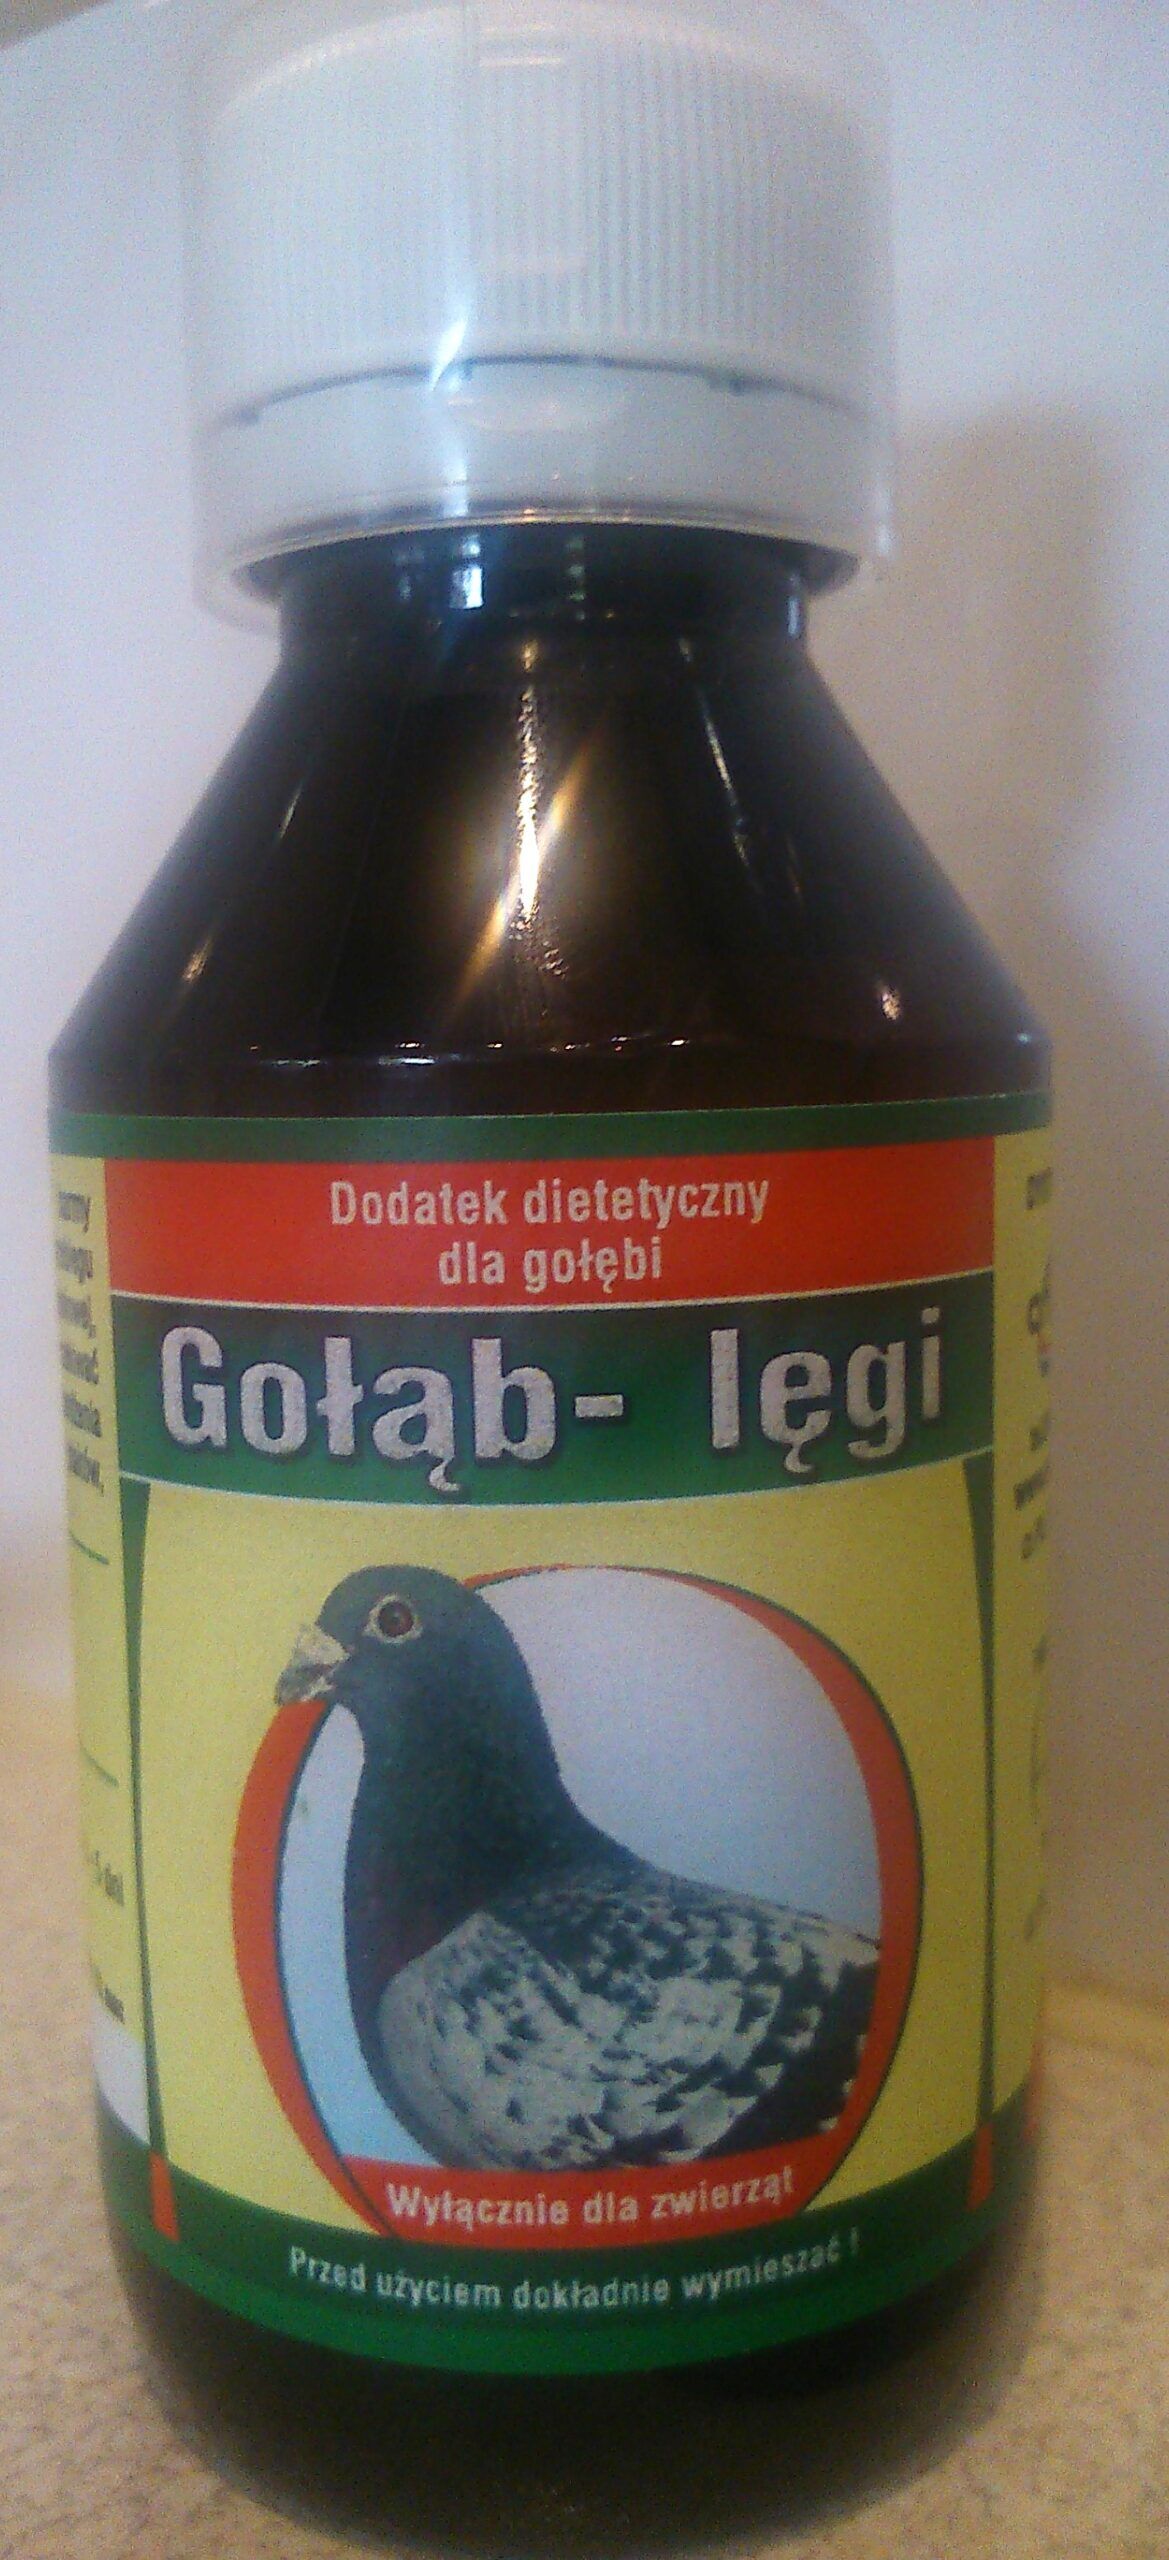 Dodatek dietetyczny
dla gołębi
Gołąb- lęgi
Wyłącznie dla zwierząt
Przed użyciem dokładnie wymieszać !